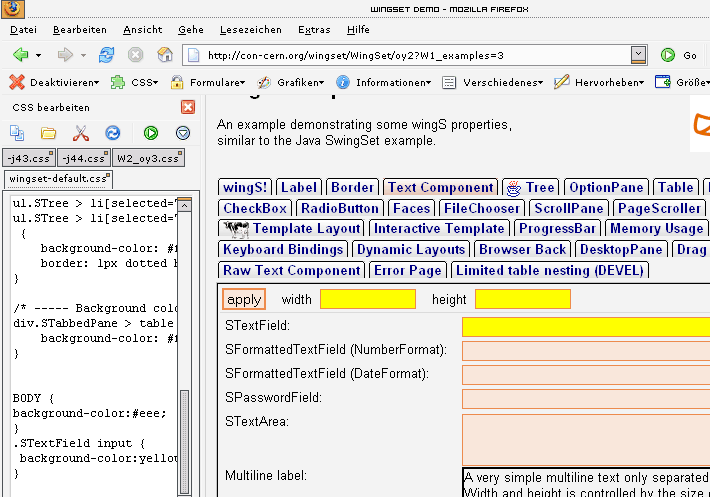 WINGSET DEMO - MOZILLA FIREFOX
Datei Bearbeiten Ansicht Gehe Lesezeichen Extras Hilfe
http://con-cern.org/wingset/WingSet/oy2?W1_examples=3 Go
Deaktivieren CSS Formulare Grafiken Informationen Verschiedenes Hervorheben Größe
CSS bearbeiten
-j43.css -j44.css W2_oy3.css
wingset-default.css
ul.STree > li[selected="
ul.STree > li[selected="
{
background-color: #f
border: 1px dotted
}
/* ----- Background colo
div.STabbedPane > table
background-color: #f
}
BODY {
background-color:#eee;
}
.STextField input {
background-color:yellow
}
An example demonstrating some wingS properties,
similar to the Java SwingSet example.
wingS! Label Border Text Component Tree OptionPane Table
CheckBox RadioButton Faces FileChooser ScrollPane PageScroller
Template Layout Interactive Template ProgressBar Memory Usage
Keyboard Bindings Dynamic Layouts Browser Back DesktopPane Drag
Raw Text Component Error Page Limited table nesting (DEVEL)
apply width height
STextField:
SFormattedTextField (NumberFormat):
SFormattedTextField (DateFormat):
SPasswordField:
STextArea:
Multiline label:
A very simple multiline text only separated
Width and height is controlled by the size